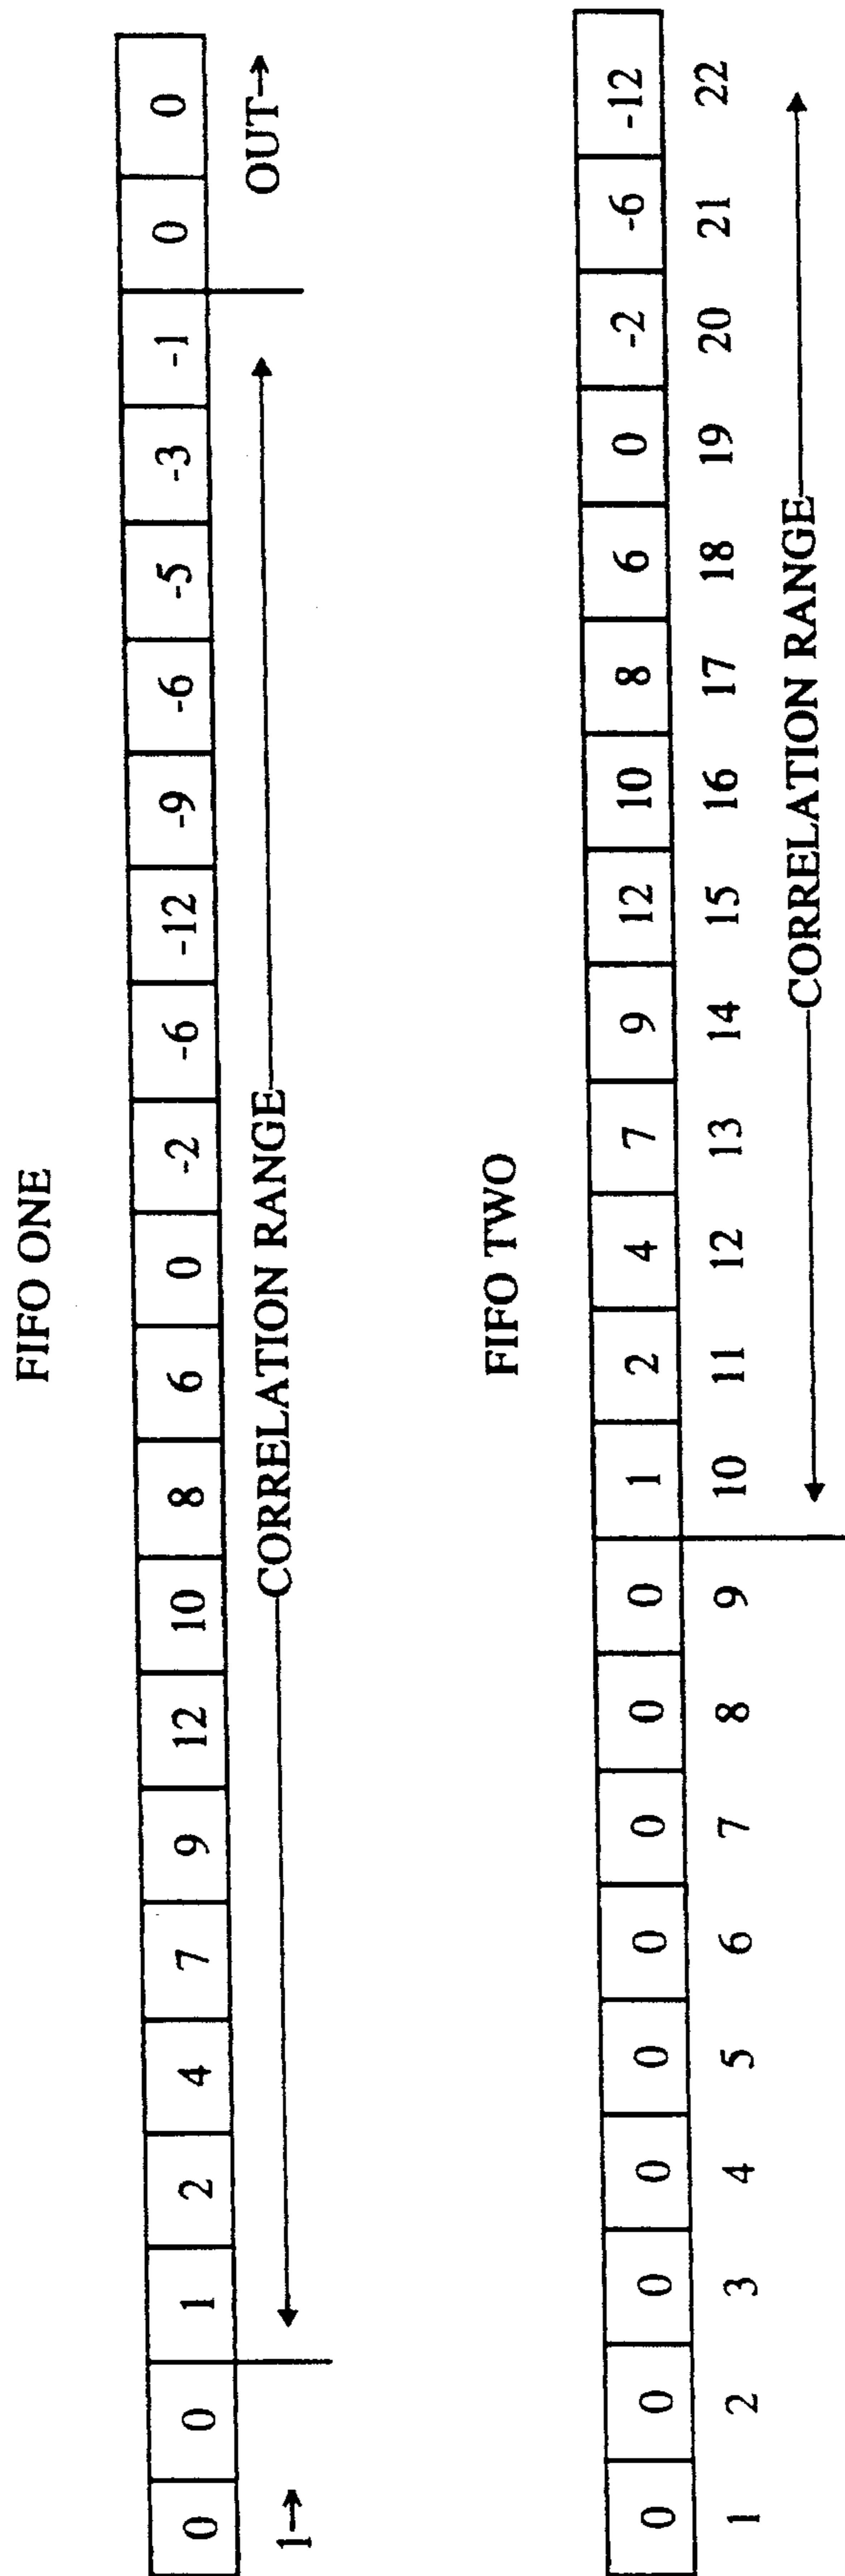 FIFO ONE
0 0 1 2 4 7 9 12 10 8 6 0 -2 -6 -12 -9 -6 -5 -3 -1 0 0
1→ CORRELATION RANGE OUT→
FIFO TWO
0 0 0 0 0 0 0 0 0 1 2 4 7 9 12 10 8 6 0 -2 -6 -12
1 2 3 4 5 6 7 8 9 10 11 12 13 14 15 16 17 18 19 20 21 22
CORRELATION RANGE